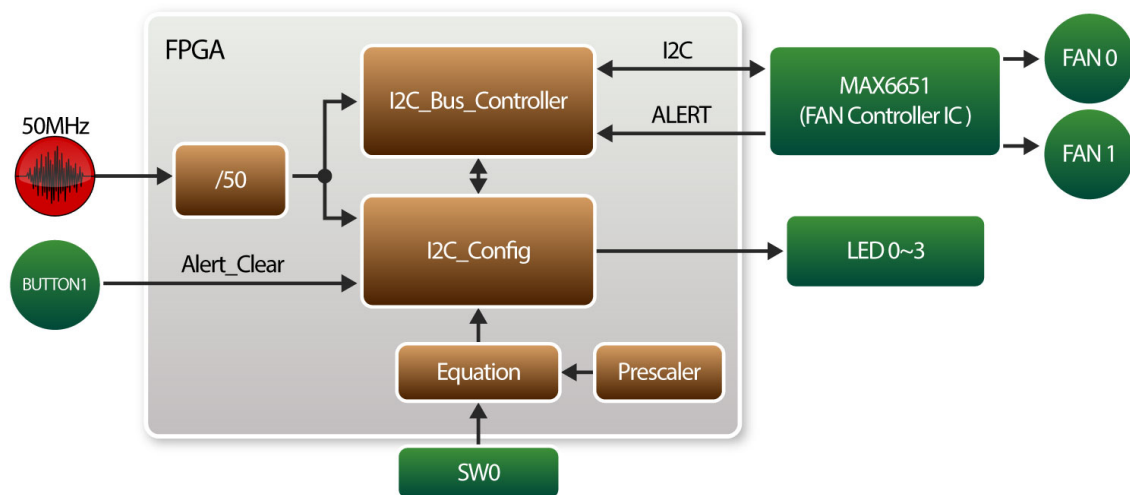 FPGA
I2C
FAN 0
I2C_Bus_Controller
MAX6651
(FAN Controller IC )
ALERT
50MHz
FAN 1
/50
Alert_Clear
I2C_Config
LED 0~3
BUTTON1
Equation
Prescaler
SW0